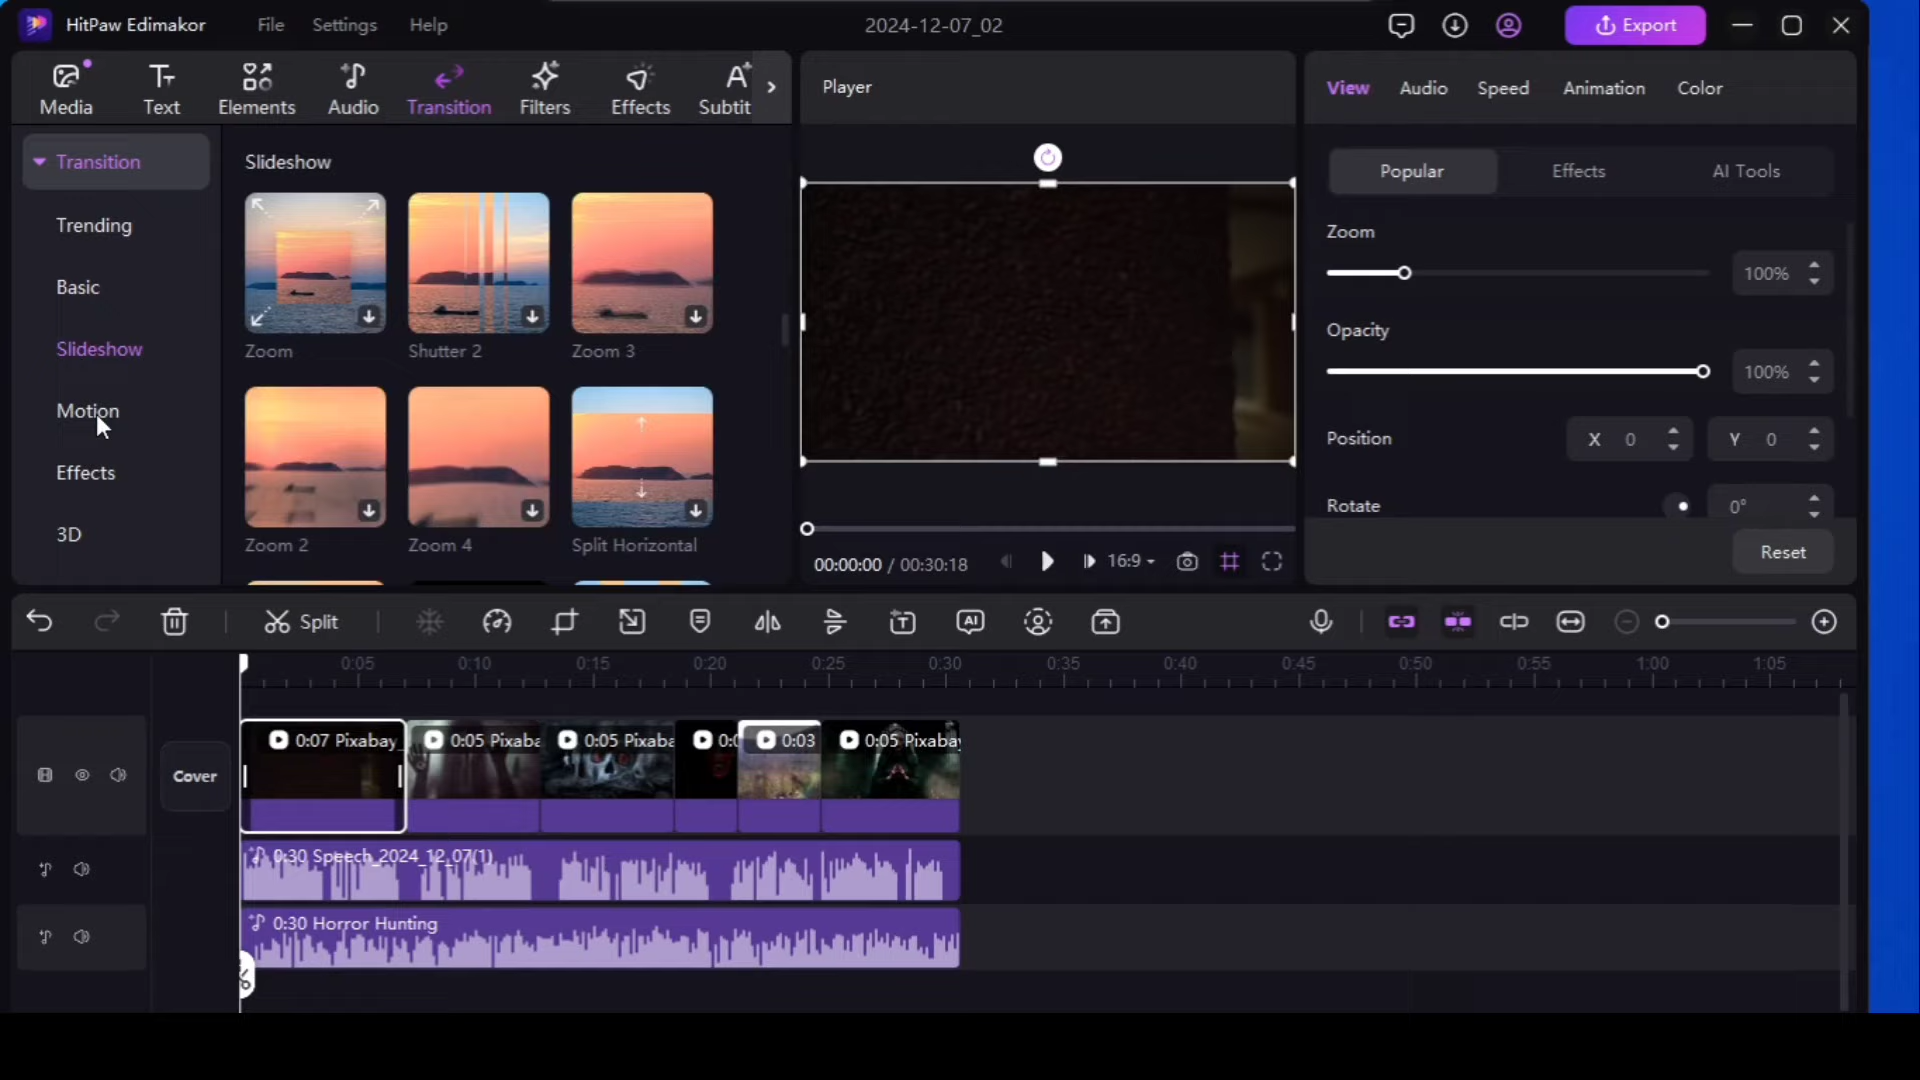 HitPaw Edimakor
File
Settings
Help
2024-12-07_02
Export
Media
Text
Elements
Audio
Transition
Filters
Effects
Subtit
Player
View
Audio
Speed
Animation
Color
Transition
Trending
Basic
Slideshow
Motion
Effects
3D
Slideshow
Zoom
Shutter 2
Zoom 3
Zoom 2
Zoom 4
Split Horizontal
00:00:00 / 00:30:18
16:9
Popular
Effects
AI Tools
Zoom
100%
Opacity
100%
Position
X 0
Y 0
Rotate
0°
Reset
Split
AI
0:05
0:10
0:15
0:20
0:25
0:30
0:35
0:40
0:45
0:50
0:55
1:00
1:05
Cover
0:07 Pixabay
0:05 Pixaba
0:05 Pixaba
0:0
0:03
0:05 Pixabay
0:30 Speech_2024_12_07(1)
0:30 Horror Hunting